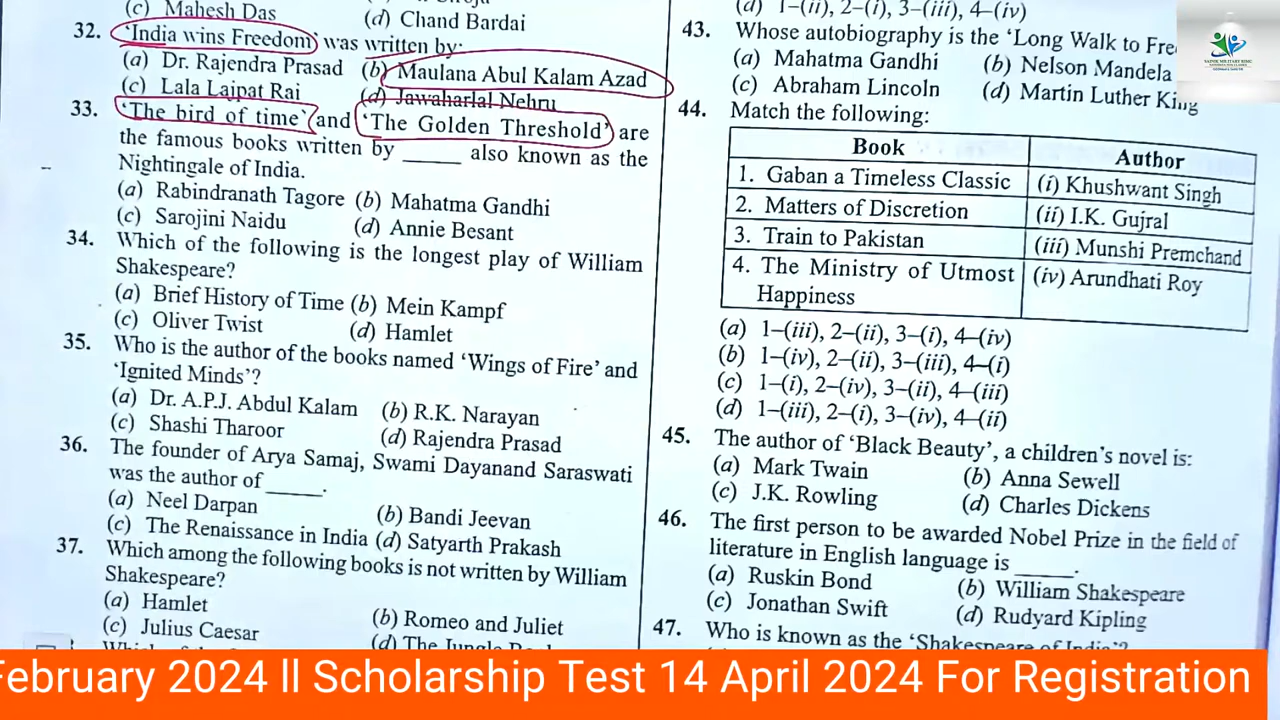 (c) Mahesh Das
(d) Chand Bardai
32. 'India wins Freedom' was written by:
(a) Dr. Rajendra Prasad (b) Maulana Abul Kalam Azad
(c) Lala Lajpat Rai (d) Jawaharlal Nehru
33. 'The bird of time' and 'The Golden Threshold' are
the famous books written by _____ also known as the
Nightingale of India.
(a) Rabindranath Tagore (b) Mahatma Gandhi
(c) Sarojini Naidu (d) Annie Besant
34. Which of the following is the longest play of William
Shakespeare?
(a) Brief History of Time (b) Mein Kampf
(c) Oliver Twist (d) Hamlet
35. Who is the author of the books named 'Wings of Fire' and
'Ignited Minds'?
(a) Dr. A.P.J. Abdul Kalam (b) R.K. Narayan
(c) Shashi Tharoor (d) Rajendra Prasad
36. The founder of Arya Samaj, Swami Dayanand Saraswati
was the author of _____.
(a) Neel Darpan (b) Bandi Jeevan
(c) The Renaissance in India (d) Satyarth Prakash
37. Which among the following books is not written by William
Shakespeare?
(a) Hamlet (b) Romeo and Juliet
(c) Julius Caesar (d) The Jungle
(d) 1–(ii), 2–(i), 3–(iii), 4–(iv)
43. Whose autobiography is the 'Long Walk to Fre
(a) Mahatma Gandhi (b) Nelson Mandela
(c) Abraham Lincoln (d) Martin Luther King
44. Match the following:
Book Author
1. Gaban a Timeless Classic (i) Khushwant Singh
2. Matters of Discretion (ii) I.K. Gujral
3. Train to Pakistan (iii) Munshi Premchand
4. The Ministry of Utmost (iv) Arundhati Roy
Happiness
(a) 1–(iii), 2–(ii), 3–(i), 4–(iv)
(b) 1–(iv), 2–(ii), 3–(iii), 4–(i)
(c) 1–(i), 2–(iv), 3–(ii), 4–(iii)
(d) 1–(iii), 2–(i), 3–(iv), 4–(ii)
45. The author of 'Black Beauty', a children's novel is:
(a) Mark Twain (b) Anna Sewell
(c) J.K. Rowling (d) Charles Dickens
46. The first person to be awarded Nobel Prize in the field of
literature in English language is _____.
(a) Ruskin Bond (b) William Shakespeare
(c) Jonathan Swift (d) Rudyard Kipling
47. Who is known as the 'Shakespeare of India'?
February 2024 ll Scholarship Test 14 April 2024 For Registration